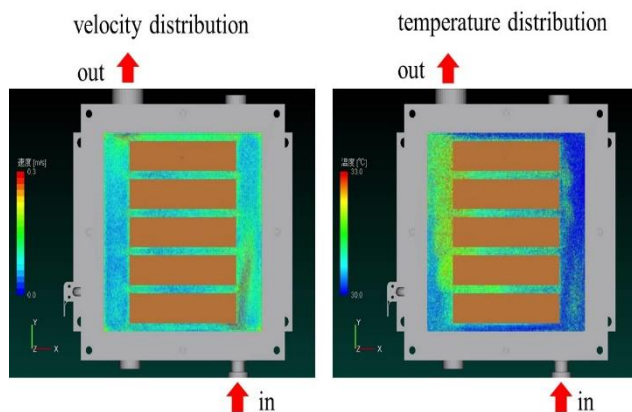 velocity distribution
out
速度 [m/s]
0.3
0.0
Y
Z X
in
temperature distribution
out
温度 [℃]
33.0
30.0
Y
Z X
in